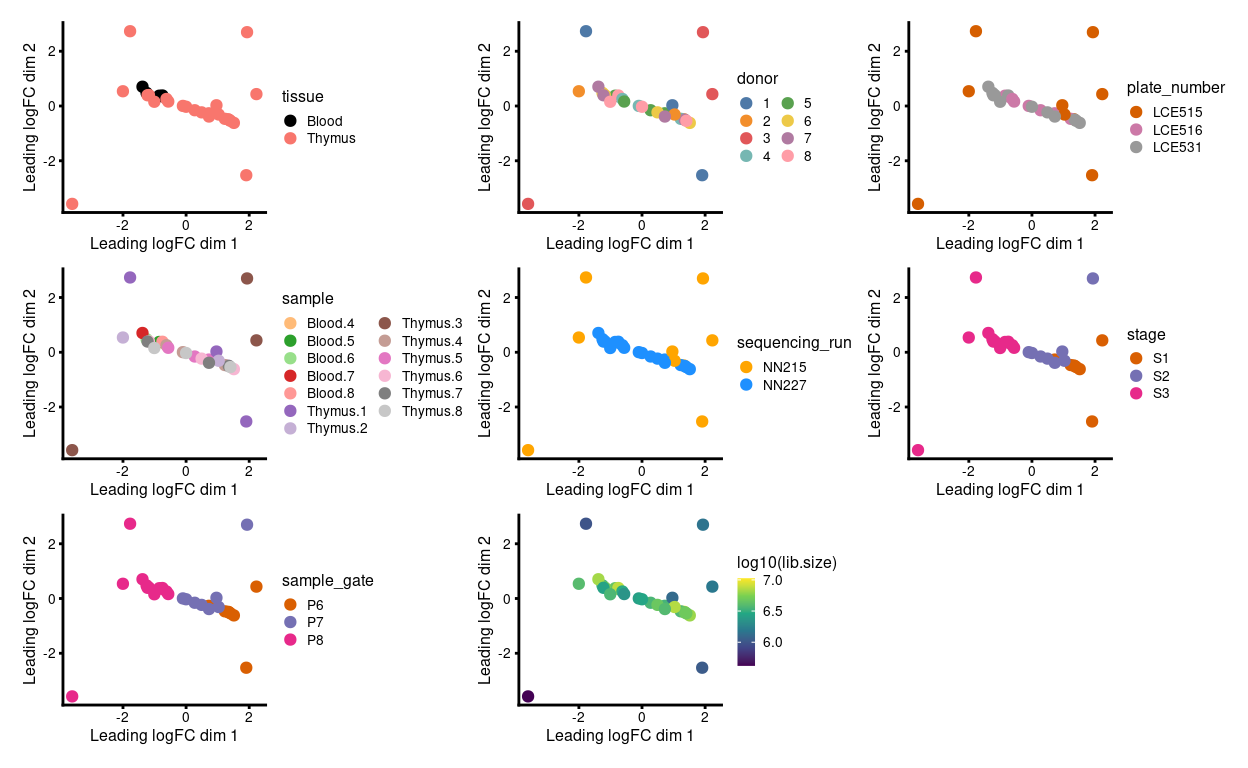 Leading logFC dim 2
2
0
-2
-2
0
2
Leading logFC dim 1
tissue
Blood
Thymus
Leading logFC dim 2
2
0
-2
-2
0
2
Leading logFC dim 1
donor
1
2
3
4
5
6
7
8
Leading logFC dim 2
2
0
-2
-2
0
2
Leading logFC dim 1
plate_number
LCE515
LCE516
LCE531
Leading logFC dim 2
2
0
-2
-2
0
2
Leading logFC dim 1
sample
Blood.4
Blood.5
Blood.6
Blood.7
Blood.8
Thymus.1
Thymus.2
Thymus.3
Thymus.4
Thymus.5
Thymus.6
Thymus.7
Thymus.8
Leading logFC dim 2
2
0
-2
-2
0
2
Leading logFC dim 1
sequencing_run
NN215
NN227
Leading logFC dim 2
2
0
-2
-2
0
2
Leading logFC dim 1
stage
S1
S2
S3
Leading logFC dim 2
2
0
-2
-2
0
2
Leading logFC dim 1
sample_gate
P6
P7
P8
Leading logFC dim 2
2
0
-2
-2
0
2
Leading logFC dim 1
log10(lib.size)
7.0
6.5
6.0